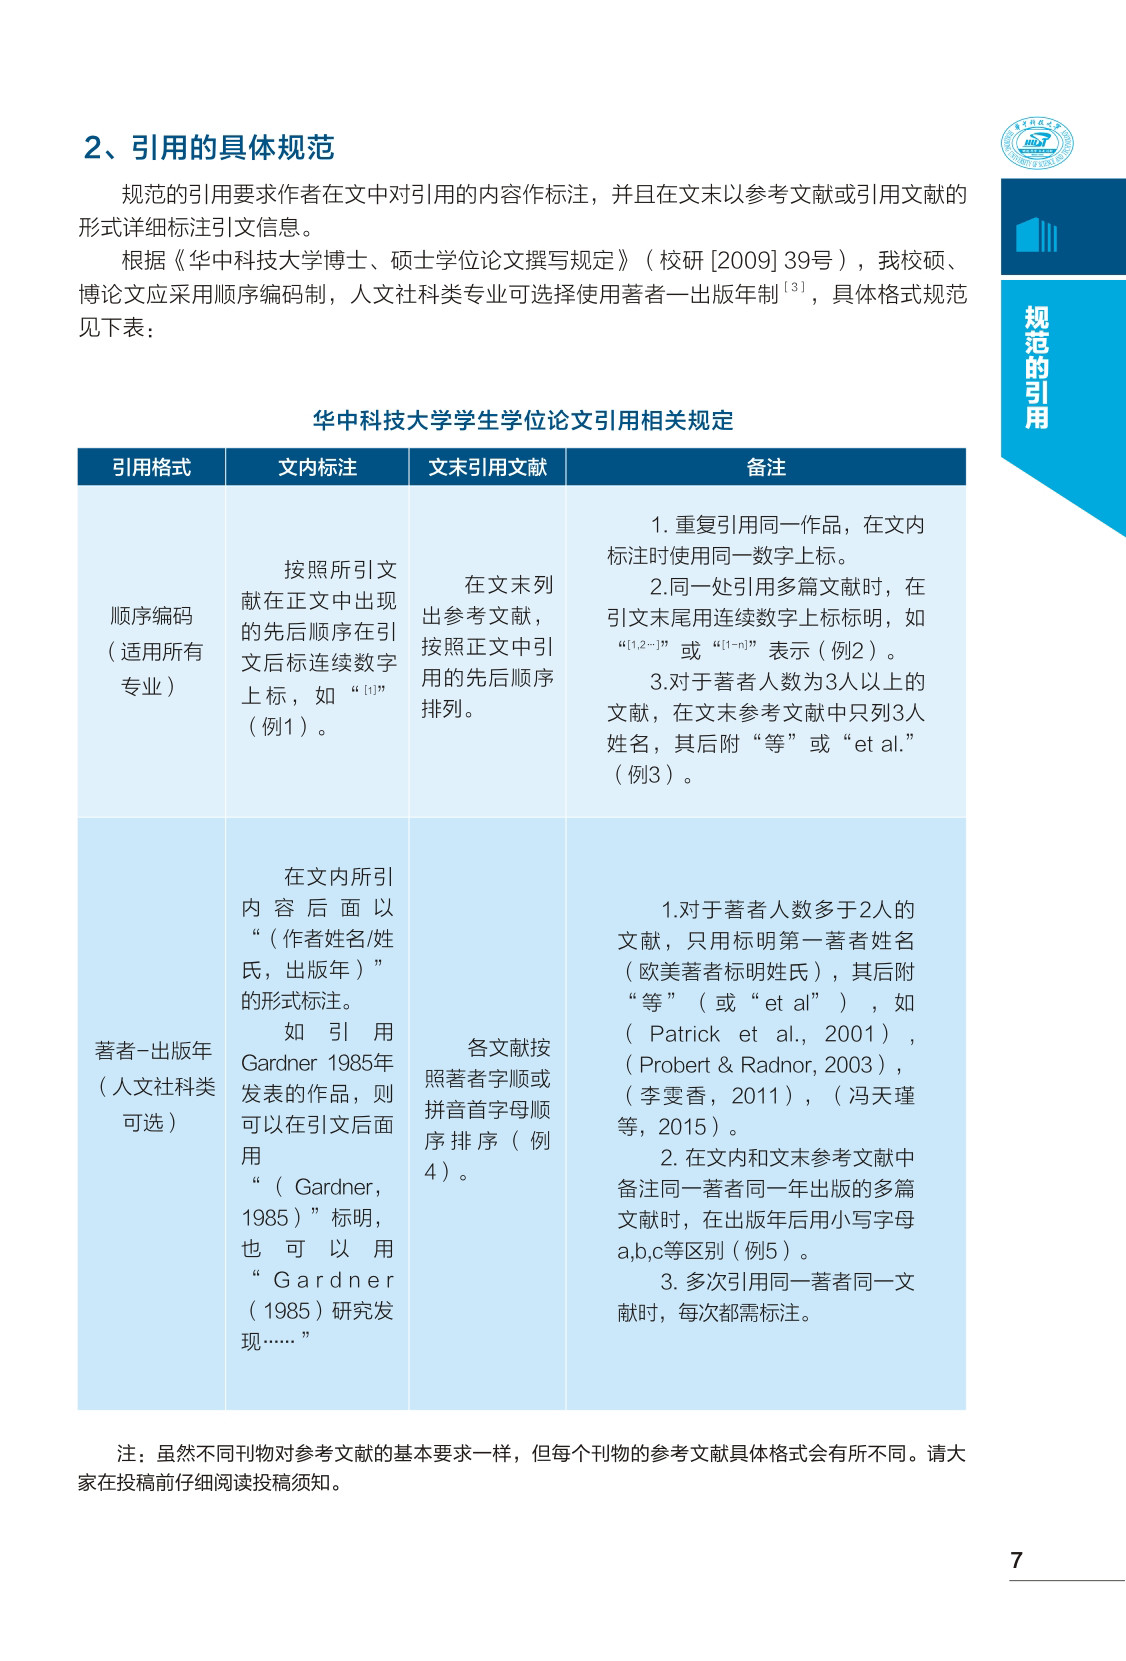 2、引用的具体规范
规范的引用要求作者在文中对引用的内容作标注，并且在文末以参考文献或引用文献的
形式详细标注引文信息。
根据《华中科技大学博士、硕士学位论文撰写规定》（校研 [2009] 39号），我校硕、
博论文应采用顺序编码制，人文社科类专业可选择使用著者—出版年制[3]，具体格式规范
见下表：
规范的引用
华中科技大学学生学位论文引用相关规定
引用格式 文内标注 文末引用文献 备注
顺序编码
（适用所有
专业）
按照所引文
献在正文中出现
的先后顺序在引
文后标连续数字
上标，如“[1]”
（例1）。
在文末列
出参考文献，
按照正文中引
用的先后顺序
排列。
1. 重复引用同一作品，在文内
标注时使用同一数字上标。
2.同一处引用多篇文献时，在
引文末尾用连续数字上标标明，如
“[1,2…]”或“[1-n]”表示（例2）。
3.对于著者人数为3人以上的
文献，在文末参考文献中只列3人
姓名，其后附“等”或“et al.”
（例3）。
著者-出版年
（人文社科类
可选）
在文内所引
内容后面以
“（作者姓名/姓
氏，出版年）”
的形式标注。
如引用
Gardner 1985年
发表的作品，则
可以在引文后面
用
“（Gardner，
1985）”标明，
也可以用
“Gardner
（1985）研究发
现……”
各文献按
照著者字顺或
拼音首字母顺
序排序（例
4）。
1.对于著者人数多于2人的
文献，只用标明第一著者姓名
（欧美著者标明姓氏），其后附
“等”（或“et al”），如
（Patrick et al., 2001），
（Probert & Radnor, 2003），
（李雯香，2011），（冯天瑾
等，2015）。
2. 在文内和文末参考文献中
备注同一著者同一年出版的多篇
文献时，在出版年后用小写字母
a,b,c等区别（例5）。
3. 多次引用同一著者同一文
献时，每次都需标注。
注：虽然不同刊物对参考文献的基本要求一样，但每个刊物的参考文献具体格式会有所不同。请大
家在投稿前仔细阅读投稿须知。
7